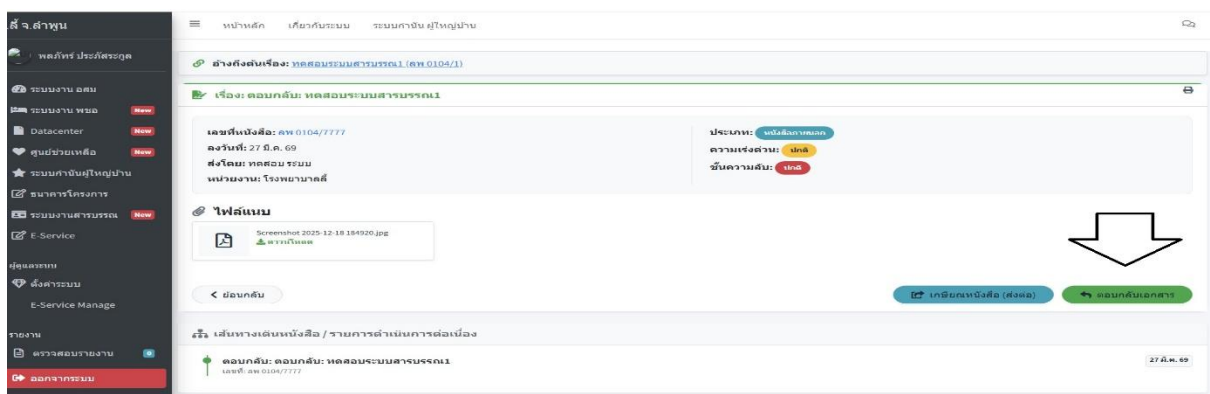 ลี้ จ.ลำพูน
หน้าหลัก เกี่ยวกับระบบ ระบบกำนัน ผู้ใหญ่บ้าน
พลภัทร์ ประภัสระกูล
อ้างถึงต้นเรื่อง: ทดสอบระบบสารบรรณ1 (ลพ 0104/1)
ระบบงาน อสม
เรื่อง: ตอบกลับ: ทดสอบระบบสารบรรณ1
ระบบงาน พชอ New
Datacenter New
ศูนย์ช่วยเหลือ New
ระบบกำนันผู้ใหญ่บ้าน
ธนาคารโครงการ
ระบบงานสารบรรณ New
E-Service
เลขที่หนังสือ: ลพ 0104/7777
ลงวันที่: 27 มี.ค. 69
ส่งโดย: ทดสอบ ระบบ
หน่วยงาน: โรงพยาบาลลี้
ประเภท: หนังสือภายนอก
ความเร่งด่วน: ปกติ
ชั้นความลับ: ปกติ
ไฟล์แนบ
Screenshot 2025-12-18 184920.jpg
ดาวน์โหลด
ผู้ดูแลระบบ
ตั้งค่าระบบ
E-Service Manage
ย้อนกลับ
เกษียณหนังสือ (ส่งต่อ)
ตอบกลับเอกสาร
รายงาน
ตรวจสอบรายงาน
ออกจากระบบ
เส้นทางเดินหนังสือ / รายการดำเนินการต่อเนื่อง
ตอบกลับ: ตอบกลับ: ทดสอบระบบสารบรรณ1
27 มี.ค. 69
เลขที่: ลพ 0104/7777